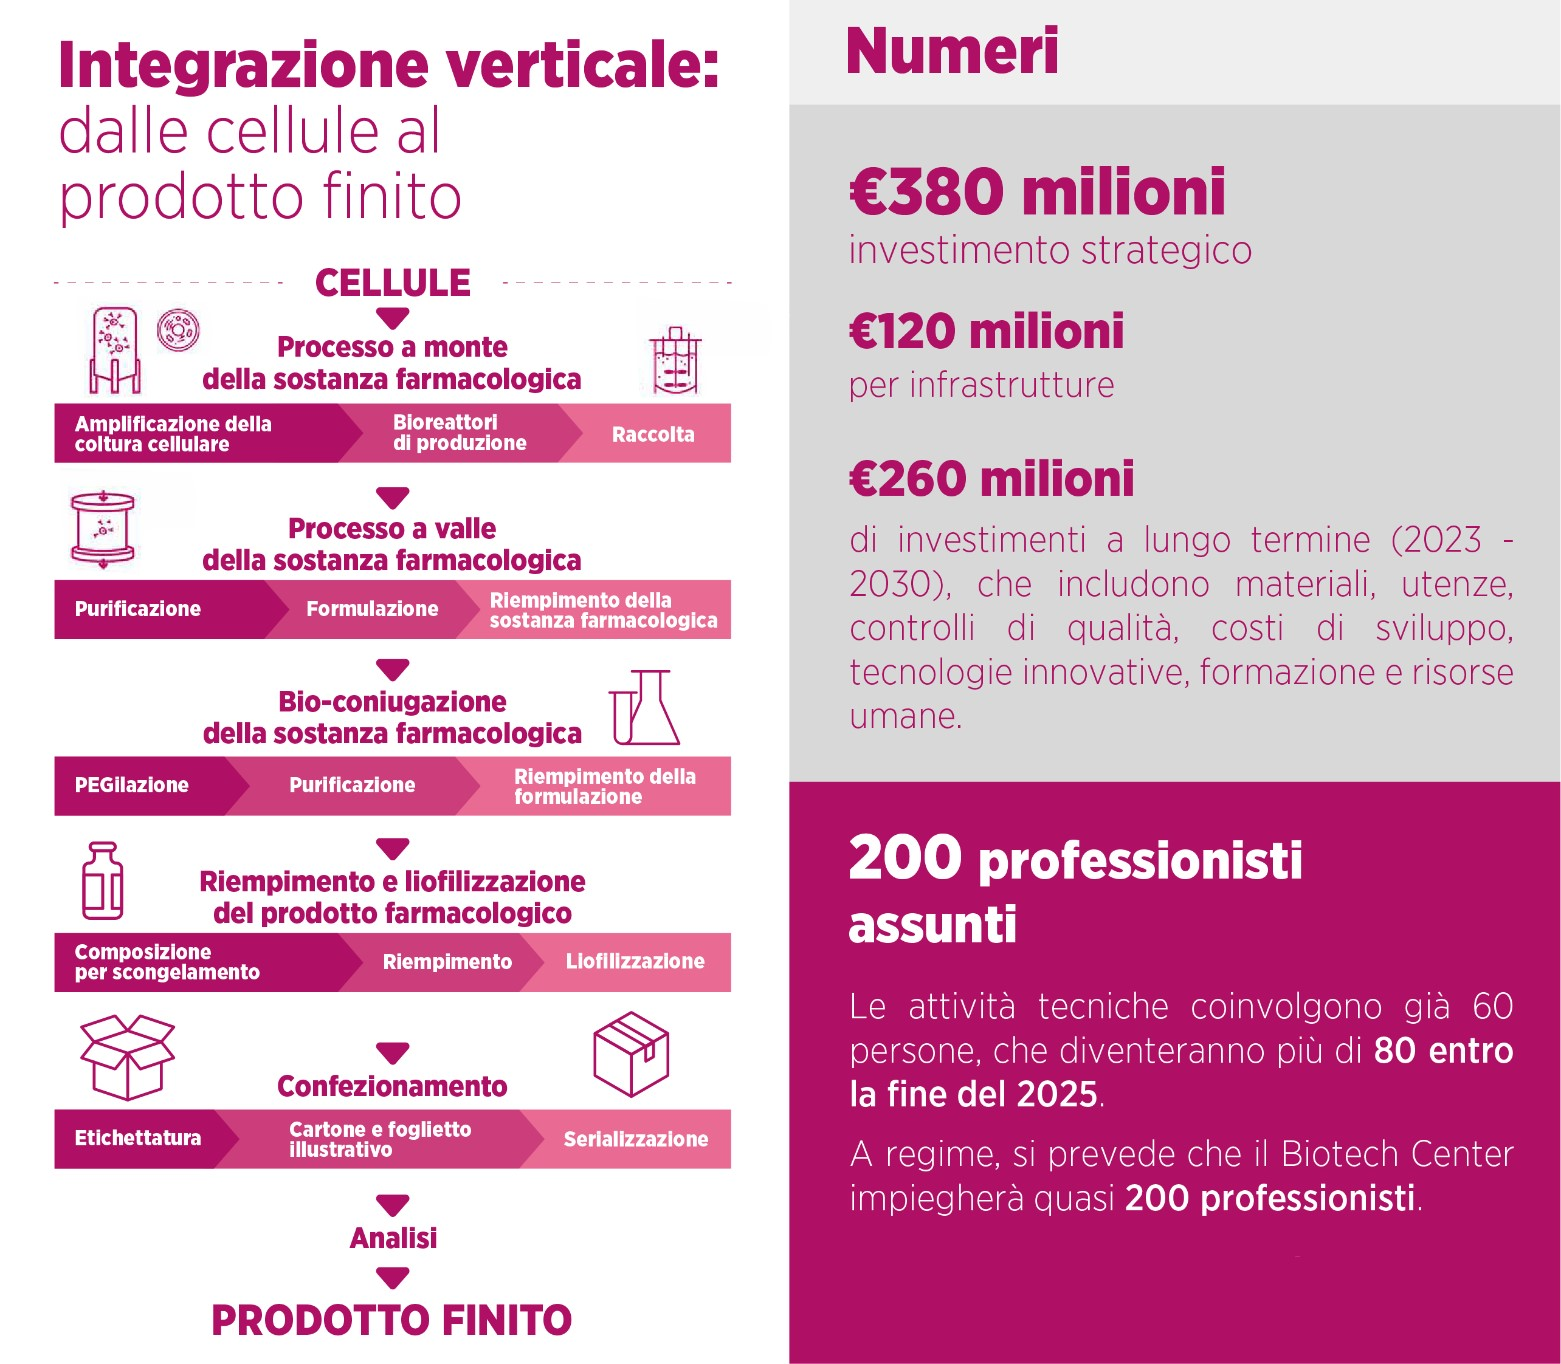 Integrazione verticale:
dalle cellule al
prodotto finito
CELLULE
Processo a monte
della sostanza farmacologica
Amplificazione della
coltura cellulare
Bioreattori
di produzione
Raccolta
Processo a valle
della sostanza farmacologica
Purificazione
Formulazione
Riempimento della
sostanza farmacologica
Bio-coniugazione
della sostanza farmacologica
PEGilazione
Purificazione
Riempimento della
formulazione
Riempimento e liofilizzazione
del prodotto farmacologico
Composizione
per scongelamento
Riempimento
Liofilizzazione
Confezionamento
Etichettatura
Cartone e foglietto
illustrativo
Serializzazione
Analisi
PRODOTTO FINITO
Numeri
€380 milioni
investimento strategico
€120 milioni
per infrastrutture
€260 milioni
di investimenti a lungo termine (2023 -
2030), che includono materiali, utenze,
controlli di qualità, costi di sviluppo,
tecnologie innovative, formazione e risorse
umane.
200 professionisti
assunti
Le attività tecniche coinvolgono già 60
persone, che diventeranno più di 80 entro
la fine del 2025.
A regime, si prevede che il Biotech Center
impiegherà quasi 200 professionisti.